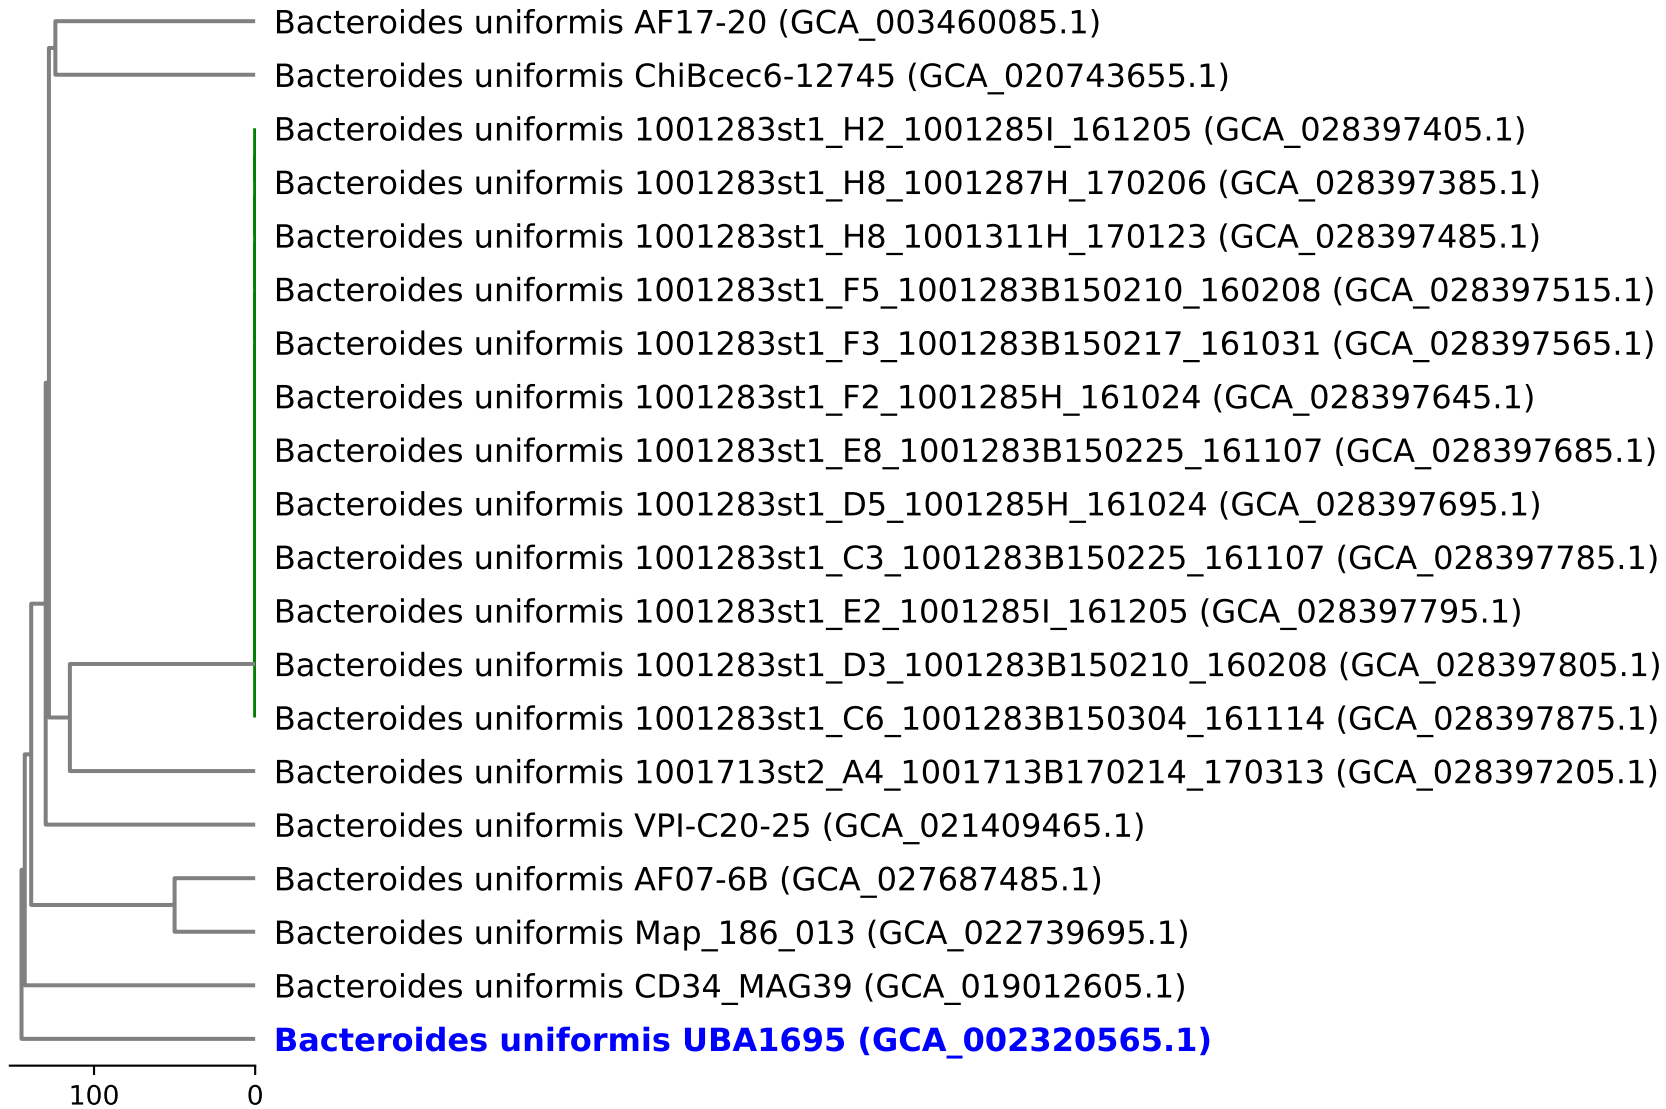 Bacteroides uniformis AF17-20 (GCA_003460085.1)
Bacteroides uniformis ChiBcec6-12745 (GCA_020743655.1)
Bacteroides uniformis 1001283st1_H2_1001285I_161205 (GCA_028397405.1)
Bacteroides uniformis 1001283st1_H8_1001287H_170206 (GCA_028397385.1)
Bacteroides uniformis 1001283st1_H8_1001311H_170123 (GCA_028397485.1)
Bacteroides uniformis 1001283st1_F5_1001283B150210_160208 (GCA_028397515.1)
Bacteroides uniformis 1001283st1_F3_1001283B150217_161031 (GCA_028397565.1)
Bacteroides uniformis 1001283st1_F2_1001285H_161024 (GCA_028397645.1)
Bacteroides uniformis 1001283st1_E8_1001283B150225_161107 (GCA_028397685.1)
Bacteroides uniformis 1001283st1_D5_1001285H_161024 (GCA_028397695.1)
Bacteroides uniformis 1001283st1_C3_1001283B150225_161107 (GCA_028397785.1)
Bacteroides uniformis 1001283st1_E2_1001285I_161205 (GCA_028397795.1)
Bacteroides uniformis 1001283st1_D3_1001283B150210_160208 (GCA_028397805.1)
Bacteroides uniformis 1001283st1_C6_1001283B150304_161114 (GCA_028397875.1)
Bacteroides uniformis 1001713st2_A4_1001713B170214_170313 (GCA_028397205.1)
Bacteroides uniformis VPI-C20-25 (GCA_021409465.1)
Bacteroides uniformis AF07-6B (GCA_027687485.1)
Bacteroides uniformis Map_186_013 (GCA_022739695.1)
Bacteroides uniformis CD34_MAG39 (GCA_019012605.1)
Bacteroides uniformis UBA1695 (GCA_002320565.1)
100 0